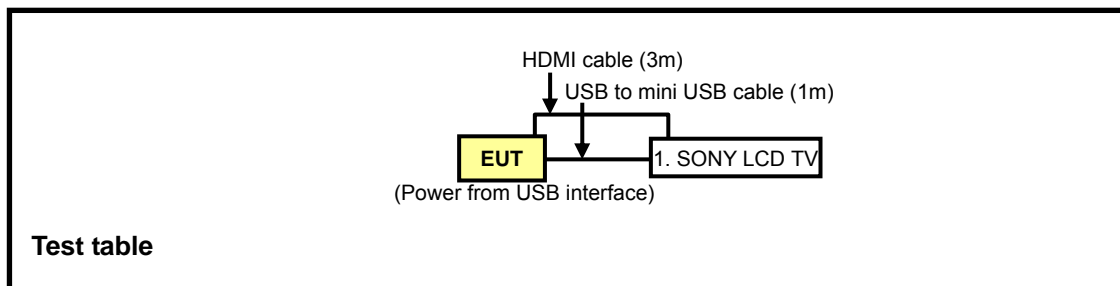 HDMI cable (3m)
USB to mini USB cable (1m)
EUT
1. SONY LCD TV
(Power from USB interface)
Test table